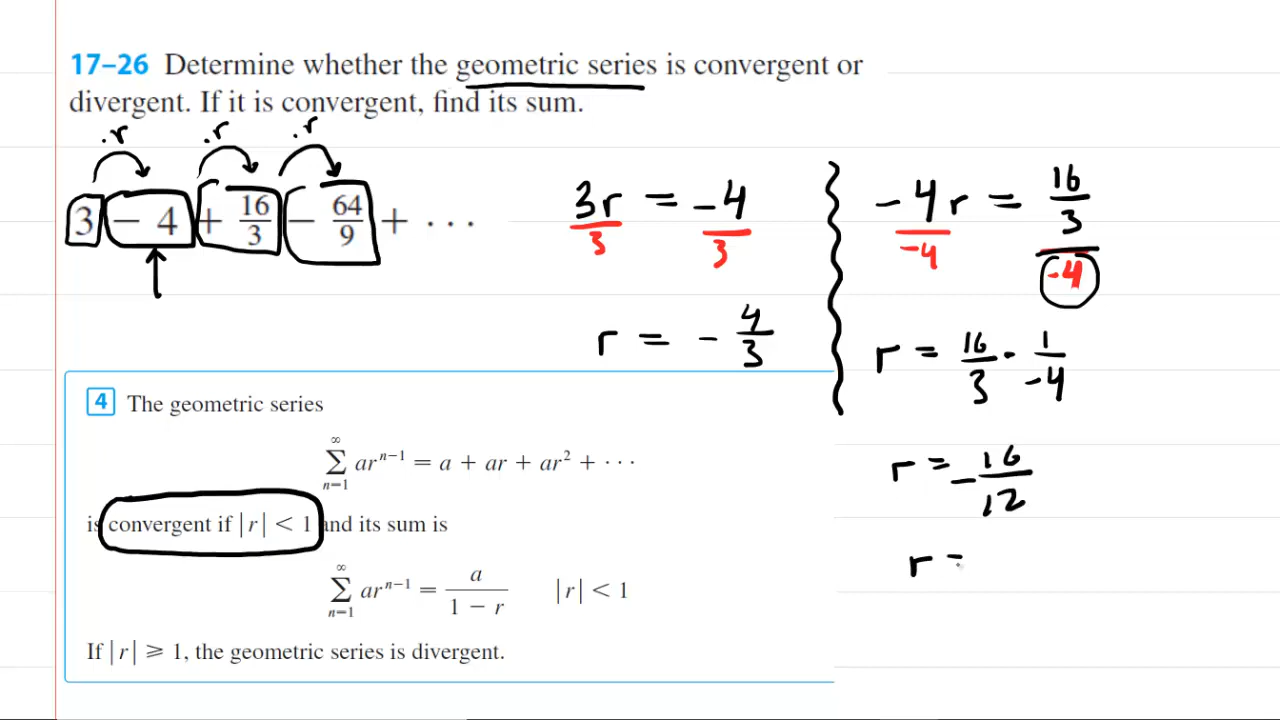 17–26 Determine whether the geometric series is convergent or
divergent. If it is convergent, find its sum.
.r .r .r
3 − 4 + 16/3 − 64/9 + · · ·
3r = -4
3 3
r = - 4/3
-4r = 16/3
-4 -4
r = 16/3 · 1/-4
r = - 16/12
r =
4 The geometric series
∞∑n=1 arⁿ⁻¹ = a + ar + ar² + · · ·
is convergent if |r| < 1 and its sum is
∞∑n=1 arⁿ⁻¹ = a/(1 − r) |r| < 1
If |r| ⩾ 1, the geometric series is divergent.